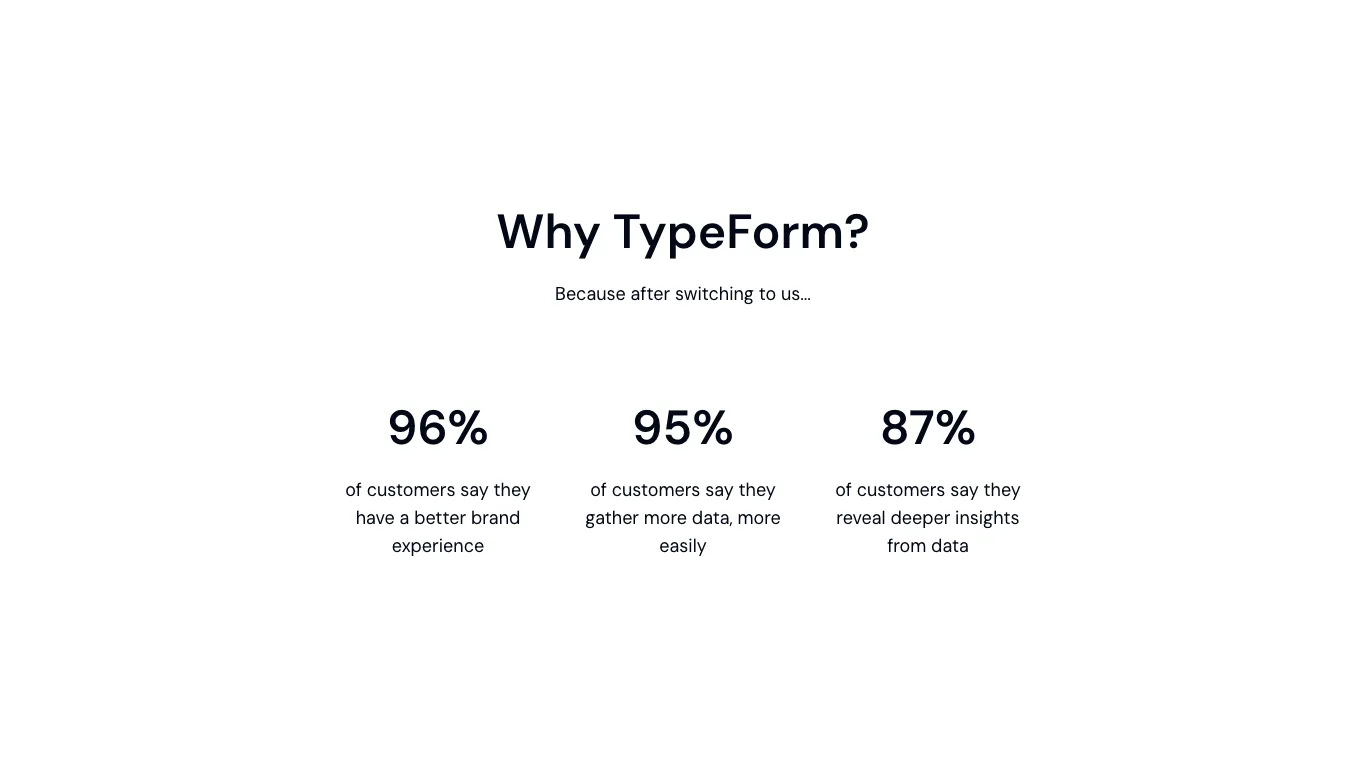 Why TypeForm?
Because after switching to us...
96%
of customers say they
have a better brand
experience
95%
gather more data, more
easily
of customers say they
87%
of customers say they
reveal deeper insights
from data